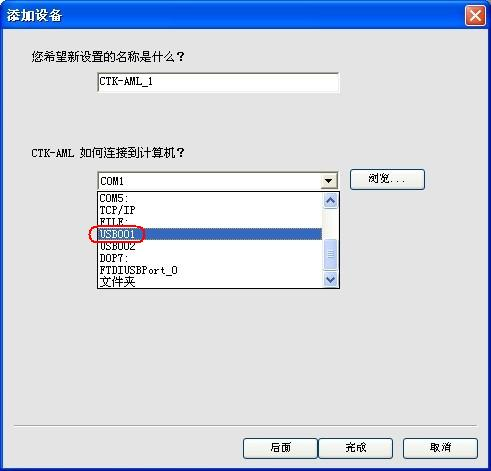 添加设备
您希望新设置的名称是什么？
CTK-AML_1
CTK-AML 如何连接到计算机？
COM1
浏览...
COM5:
TCP/IP
FILE:
USB001
USB002
DOP7:
FTDIUSBPort_0
文件夹
后面
完成
取消